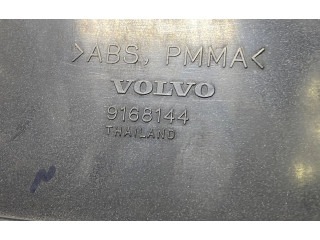 >ABS, PMMA<
VOLVO
9168144
THAILAND